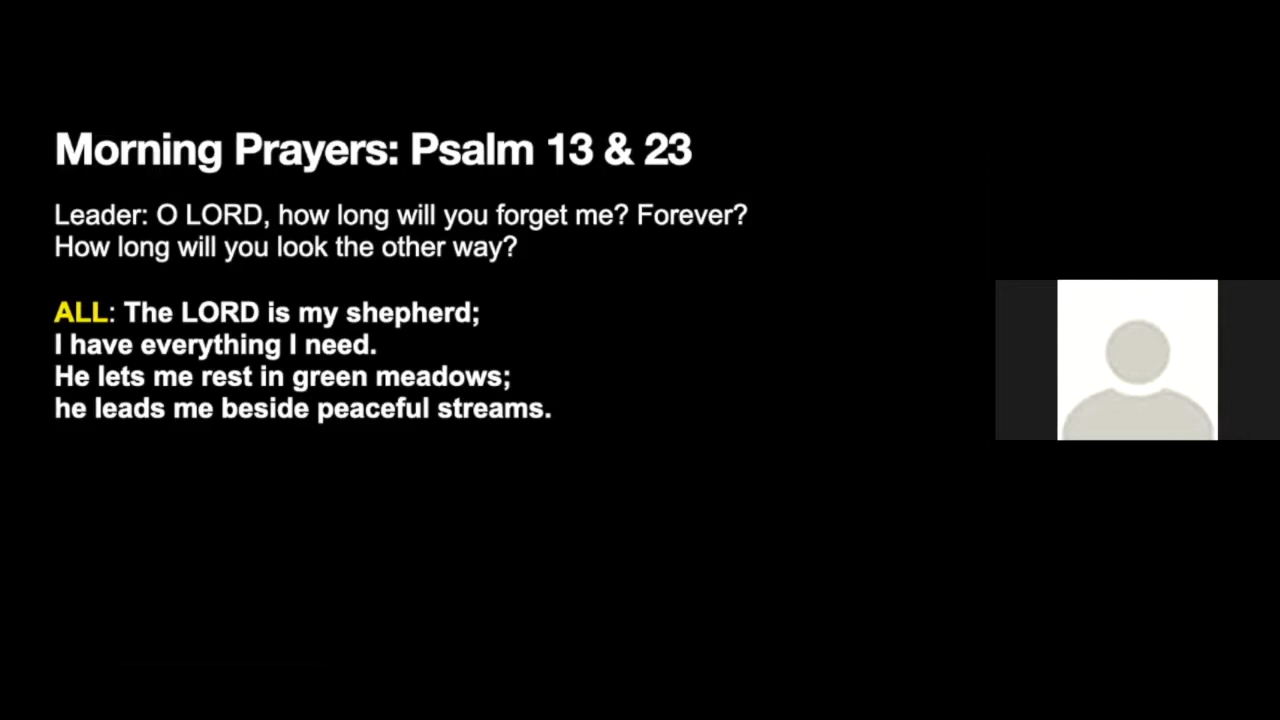 Morning Prayers: Psalm 13 & 23
Leader: O LORD, how long will you forget me? Forever?
How long will you look the other way?
ALL: The LORD is my shepherd;
I have everything I need.
He lets me rest in green meadows;
he leads me beside peaceful streams.